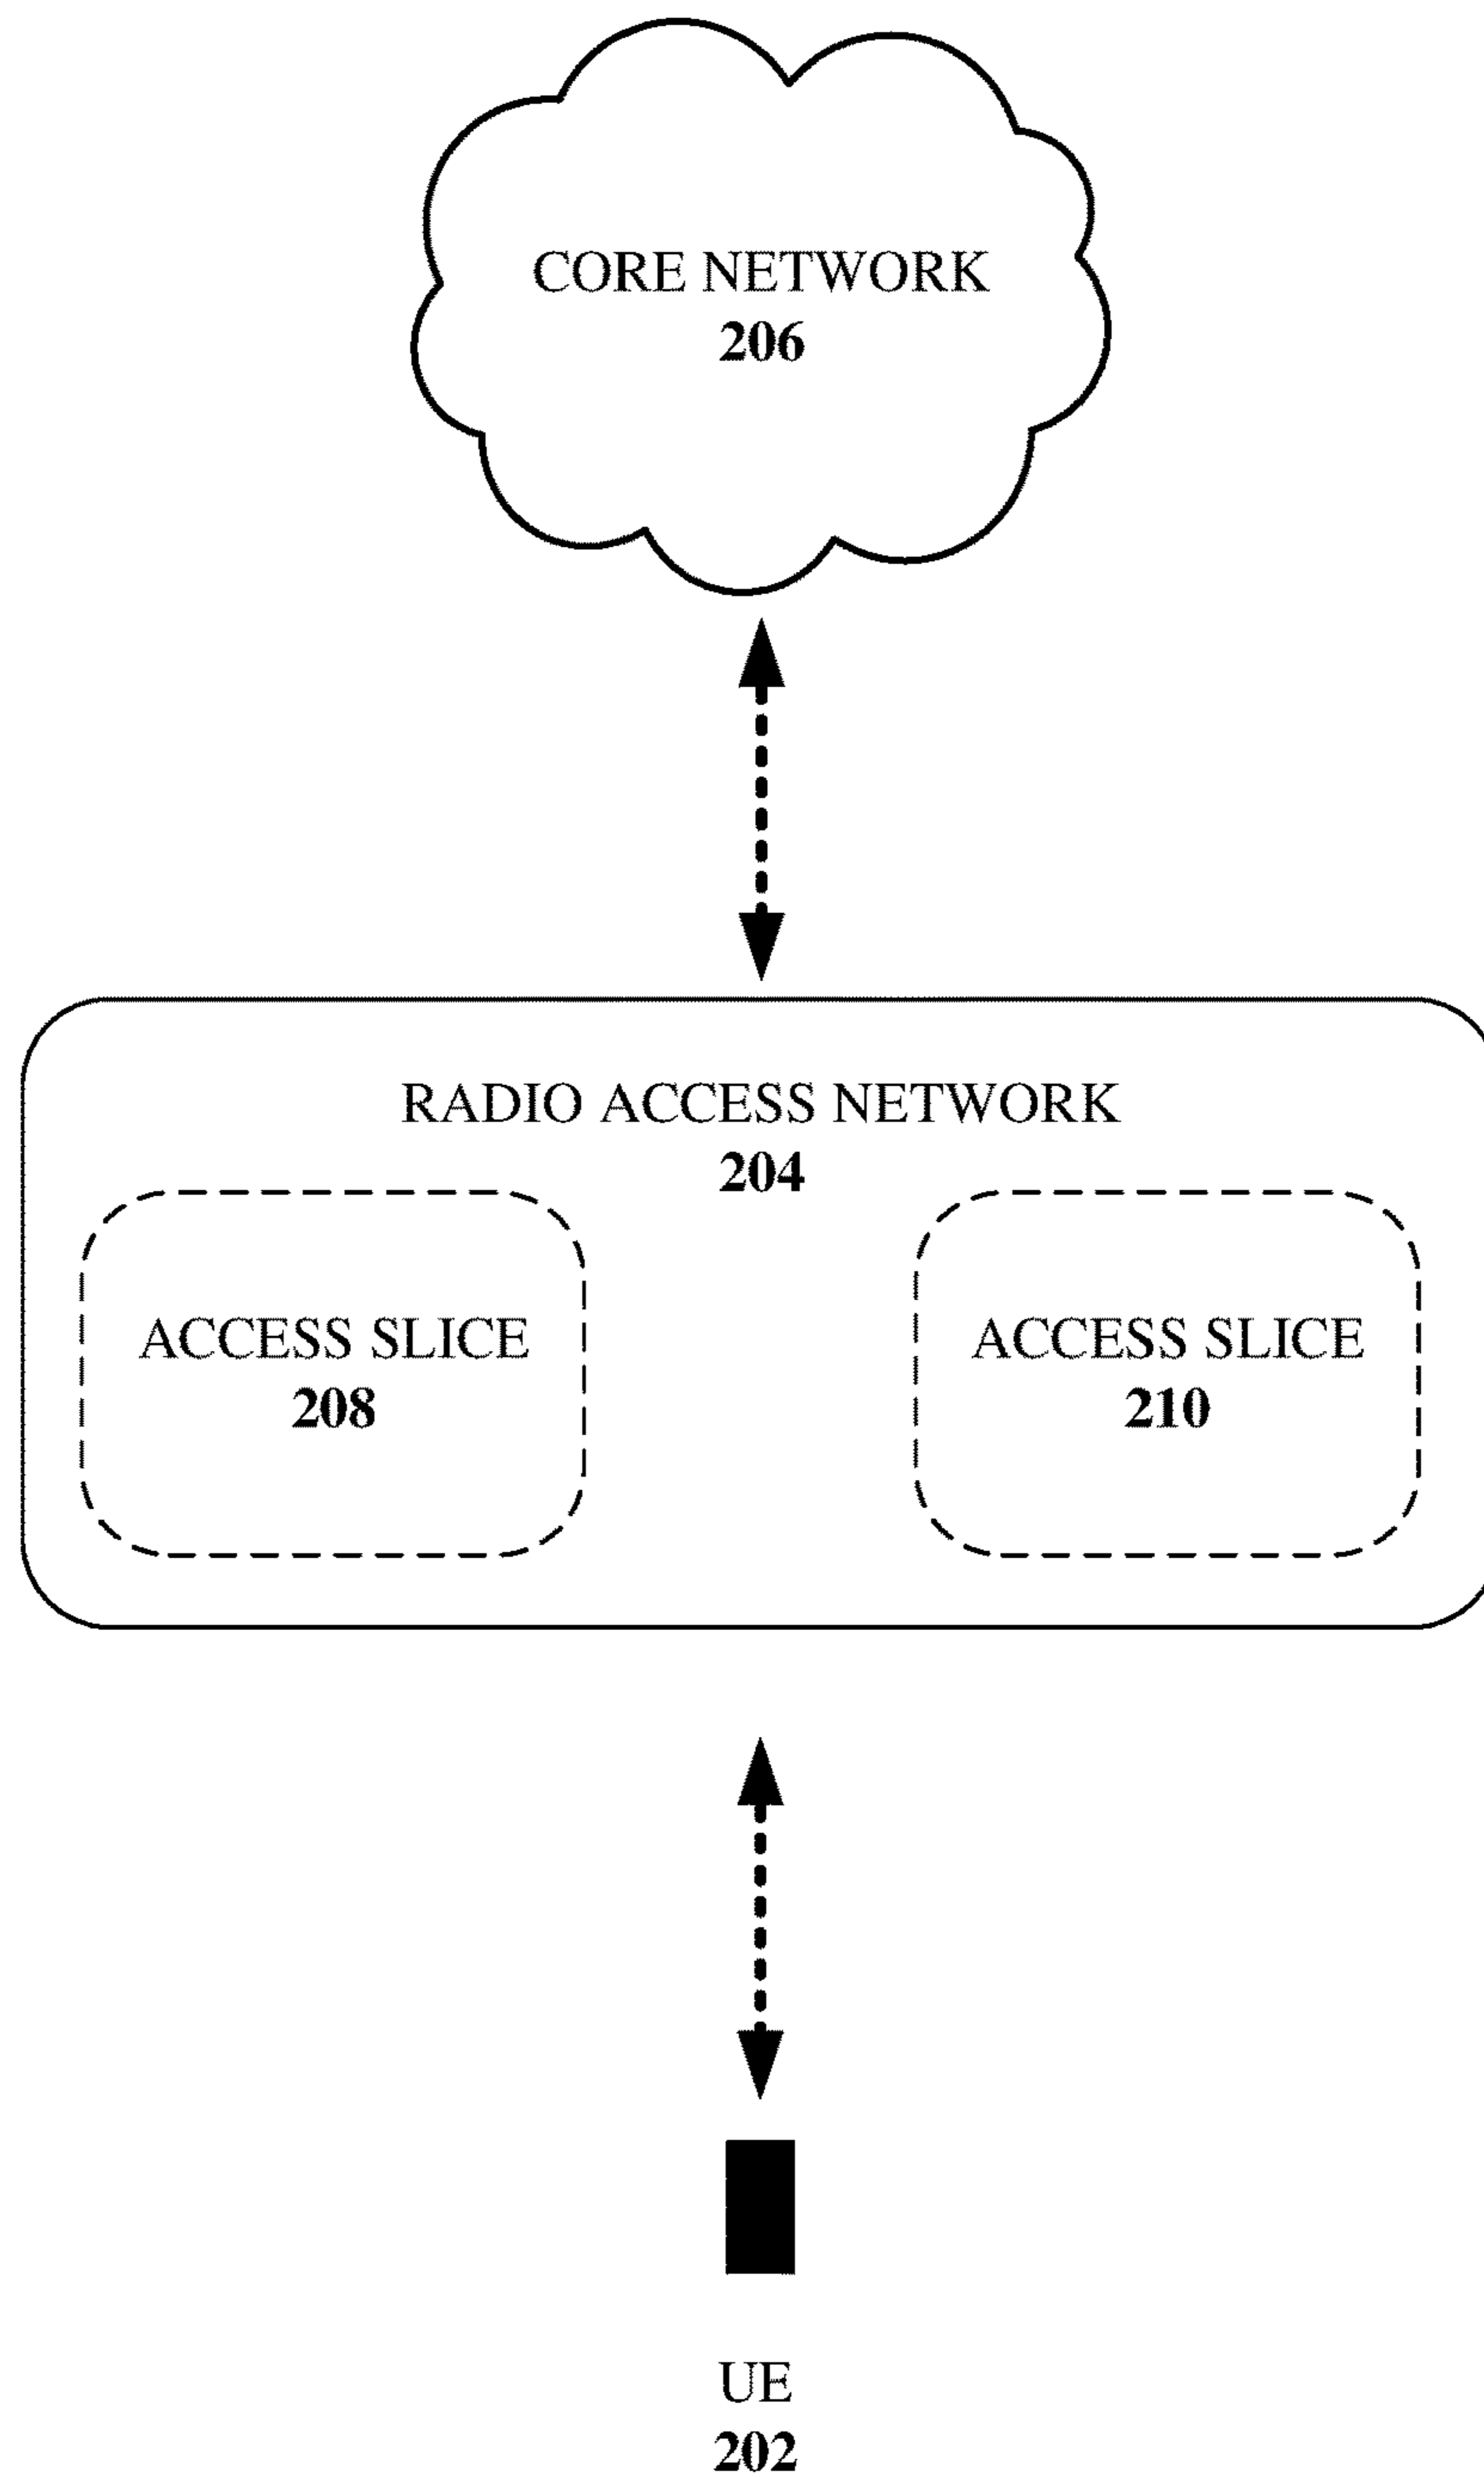 CORE NETWORK
206
RADIO ACCESS NETWORK
204
ACCESS SLICE
208
ACCESS SLICE
210
UE
202